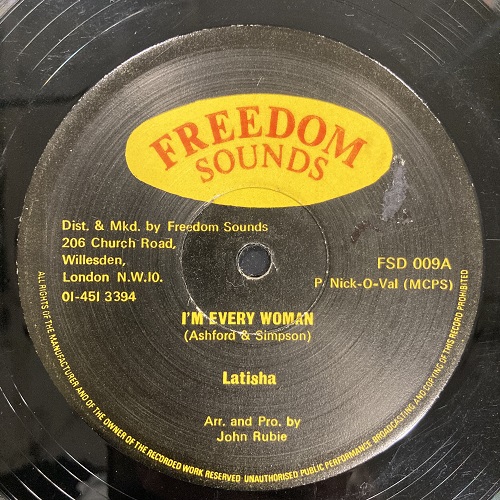 FREEDOM
SOUNDS
Dist. & Mkd. by Freedom Sounds
206 Church Road,
Willesden,
London N.W.10.
01-451 3394
FSD 009A
P. Nick-O-Val (MCPS)
I'M EVERY WOMAN
(Ashford & Simpson)
Latisha
Arr. and Pro. by
John Rubie
ALL RIGHTS OF THE MANUFACTURER AND OF THE OWNER OF THE RECORDED WORK RESERVED UNAUTHORISED PUBLIC PERFORMANCE BROADCASTING AND COPYING OF THIS RECORD PROHIBITED